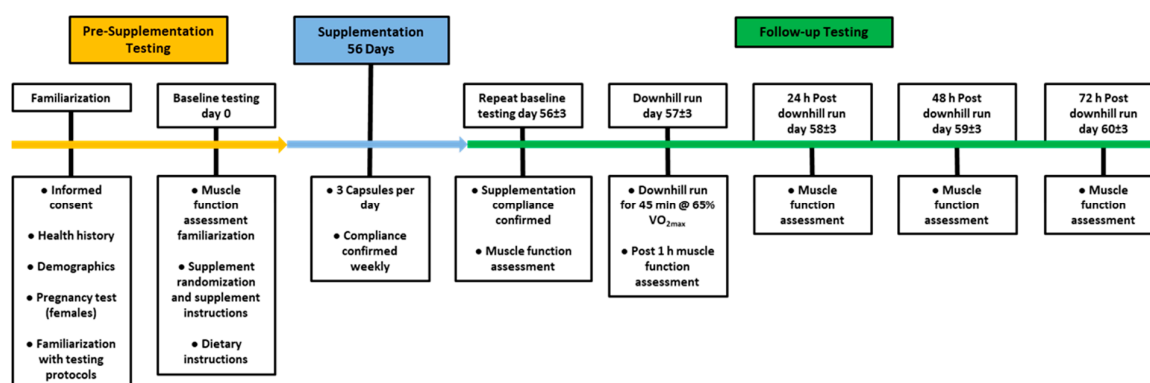 Pre-Supplementation
Testing
Supplementation
56 Days
Follow-up Testing
Familiarization
Baseline testing
day 0
Repeat baseline
testing day 56±3
Downhill run
day 57±3
24 h Post
downhill run
day 58±3
48 h Post
downhill run
day 59±3
72 h Post
downhill run
day 60±3
● Informed
consent
● Health history
● Demographics
● Pregnancy test
(females)
● Familiarization
with testing
protocols
● Muscle
function
assessment
familiarization
● Supplement
randomization
and supplement
instructions
● Dietary
instructions
● 3 Capsules per
day
● Compliance
confirmed
weekly
● Supplementation
compliance
confirmed
● Muscle function
assessment
● Downhill run
for 45 min @ 65%
VO2max
● Post 1 h muscle
function
assessment
● Muscle function
assessment
● Muscle function
assessment
● Muscle function
assessment